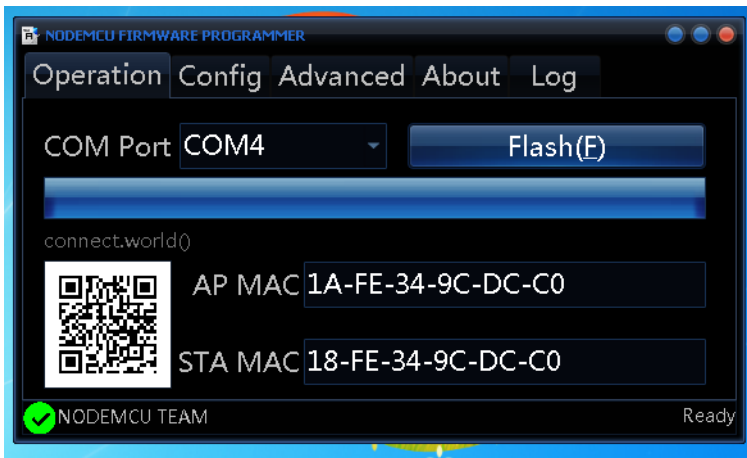 NODEMCU FIRMWARE PROGRAMMER
Operation Config Advanced About Log
COM Port COM4 Flash(F)
connect.world()
AP MAC 1A-FE-34-9C-DC-C0
STA MAC 18-FE-34-9C-DC-C0
NODEMCU TEAM Ready